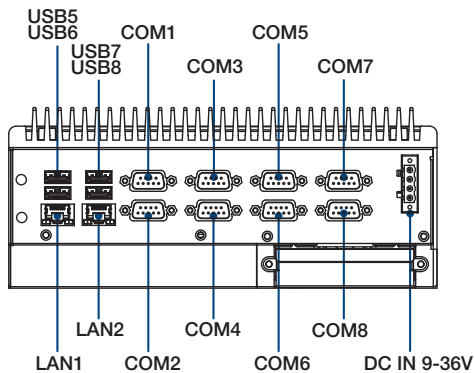 USB5
USB6
USB7
USB8
COM1
COM3
COM5
COM7
LAN1
LAN2
COM2
COM4
COM6
COM8
DC IN 9-36V